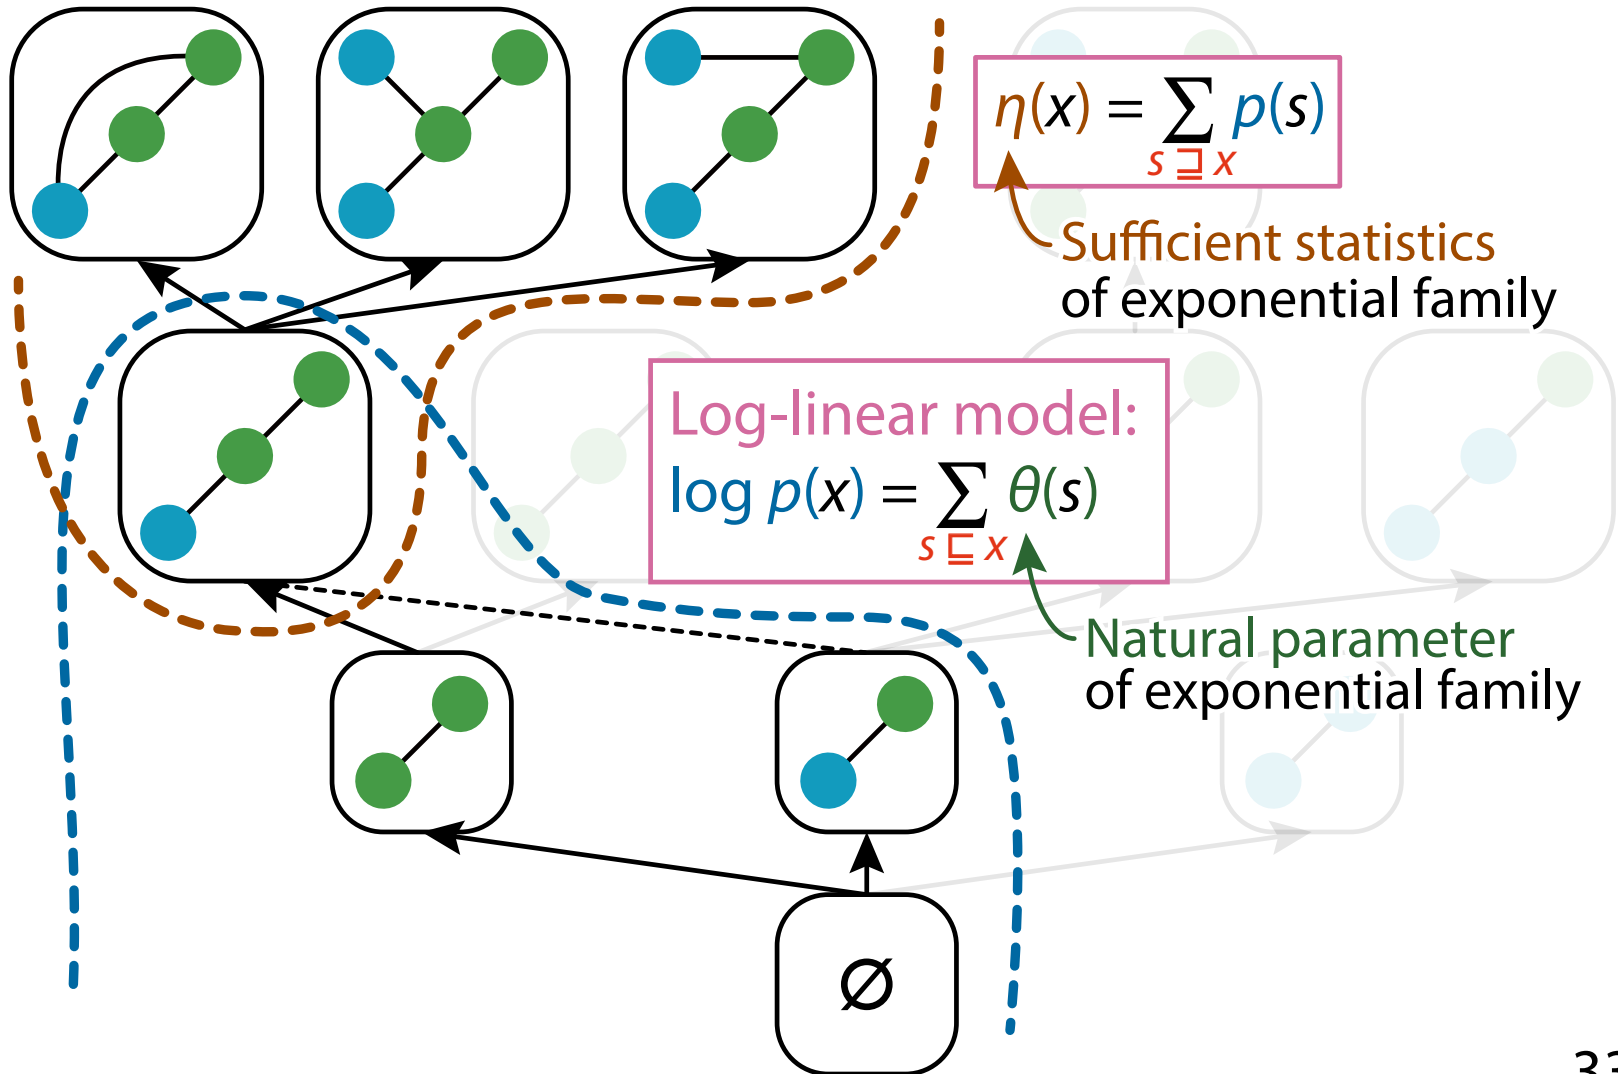 η(x) = ∑ p(s)
s ⊒ x
Sufficient statistics
of exponential family
Log-linear model:
log p(x) = ∑ θ(s)
s ⊑ x
Natural parameter
of exponential family
∅